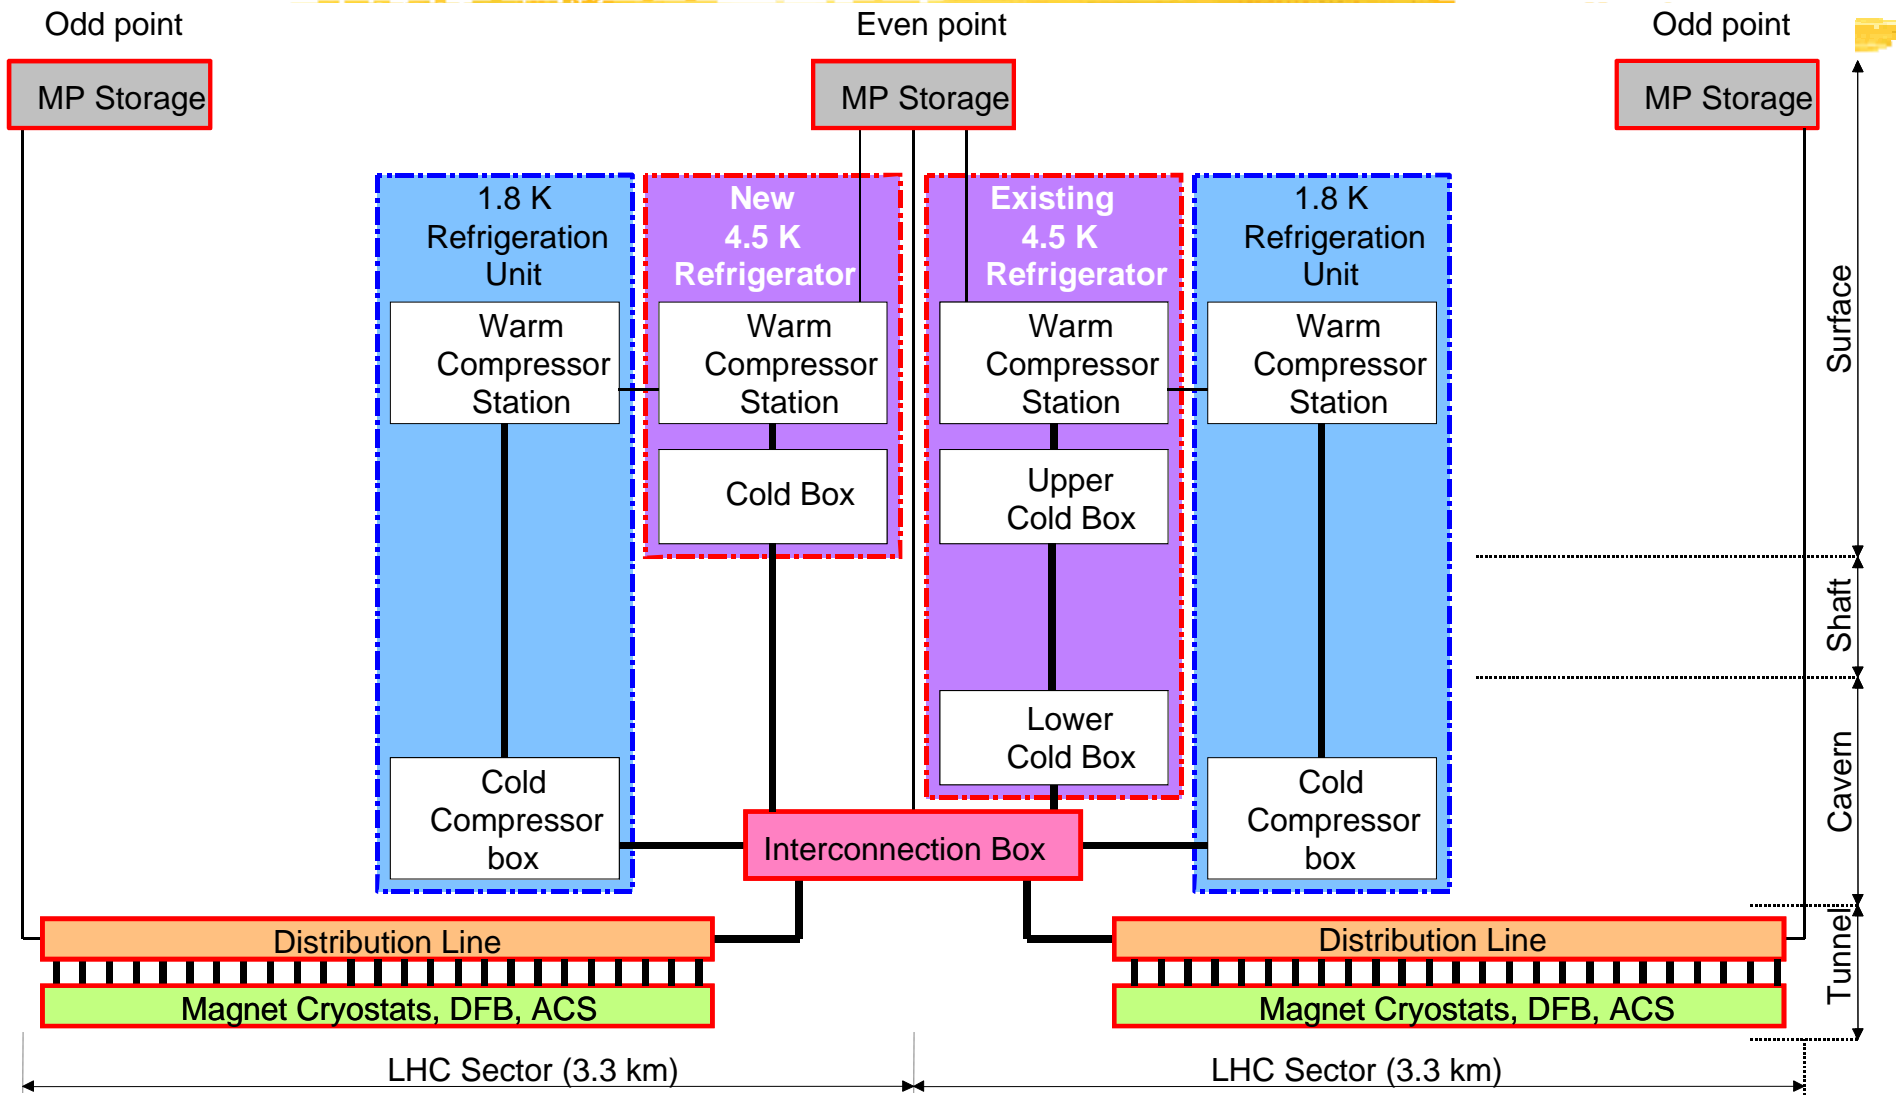 Odd point
Even point
Odd point
MP Storage
MP Storage
MP Storage
1.8 K
Refrigeration
Unit
New
4.5 K
Refrigerator
Existing
4.5 K
Refrigerator
1.8 K
Refrigeration
Unit
Warm
Compressor
Station
Warm
Compressor
Station
Warm
Compressor
Station
Warm
Compressor
Station
Surface
Cold Box
Upper
Cold Box
Shaft
Lower
Cold Box
Cold
Compressor
box
Interconnection Box
Cold
Compressor
box
Cavern
Distribution Line
Distribution Line
Magnet Cryostats, DFB, ACS
Magnet Cryostats, DFB, ACS
Tunnel
LHC Sector (3.3 km)
LHC Sector (3.3 km)